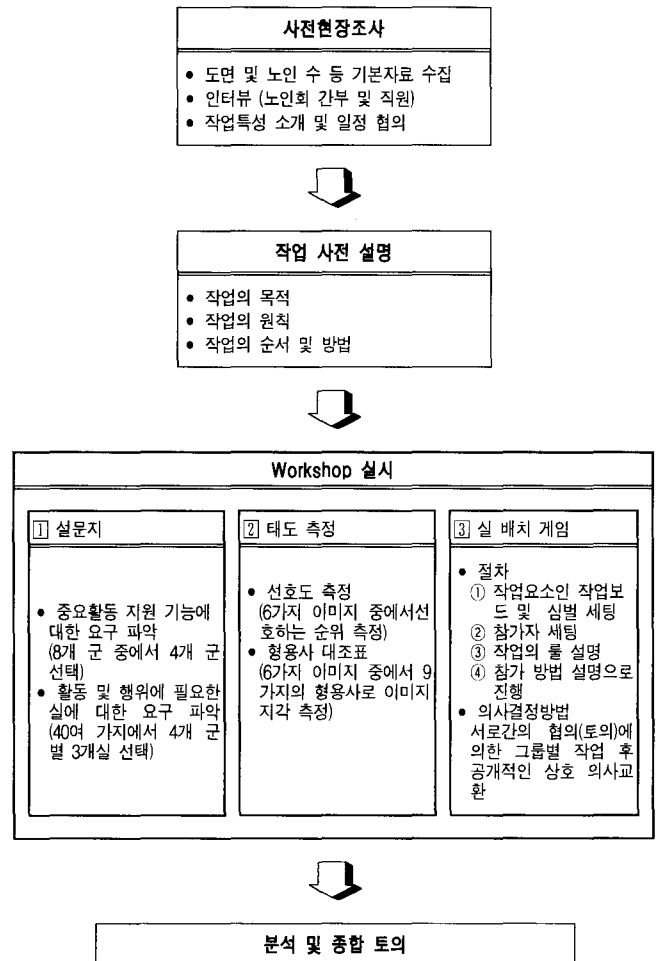 사전현장조사
• 도면 및 노인 수 등 기본자료 수집
• 인터뷰 (노인회 간부 및 직원)
• 작업특성 소개 및 일정 협의
작업 사전 설명
• 작업의 목적
• 작업의 원칙
• 작업의 순서 및 방법
Workshop 실시
1 설문지
• 중요활동 지원 기능에
대한 요구 파악
(8개 군 중에서 4개 군
선택)
• 활동 및 행위에 필요한
실에 대한 요구 파악
(40여 가지에서 4개 군
별 3개실 선택)
2 태도 측정
• 선호도 측정
(6가지 이미지 중에서선
호하는 순위 측정)
• 형용사 대조표
(6가지 이미지 중에서 9
가지의 형용사로 이미지
지각 측정)
3 실 배치 게임
• 절차
① 작업요소인 작업보
드 및 심벌 세팅
② 참가자 세팅
③ 작업의 룰 설명
④ 참가 방법 설명으로
진행
• 의사결정방법
서로간의 협의(토의)에
의한 그룹별 작업 후
공개적인 상호 의사교
환
분석 및 종합 토의